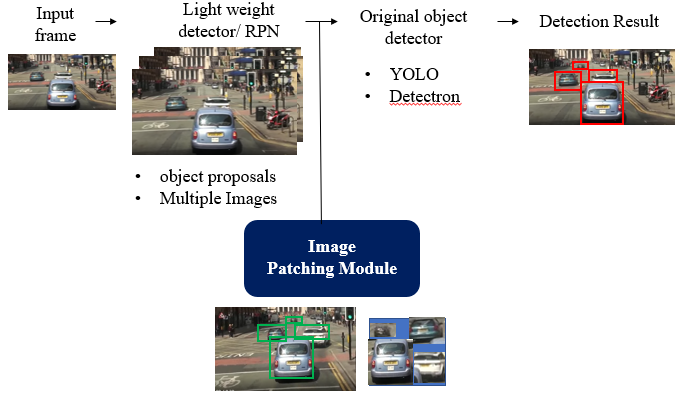 Input
frame
Light weight
detector/ RPN
Original object
detector
Detection Result
• YOLO
• Detectron
• object proposals
• Multiple Images
Image
Patching Module